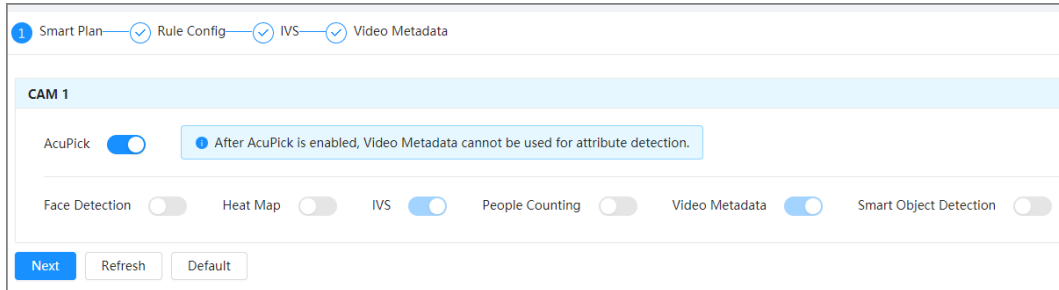 1 Smart Plan Rule Config IVS Video Metadata
CAM 1
AcuPick After AcuPick is enabled, Video Metadata cannot be used for attribute detection.
Face Detection Heat Map IVS People Counting Video Metadata Smart Object Detection
Next Refresh Default